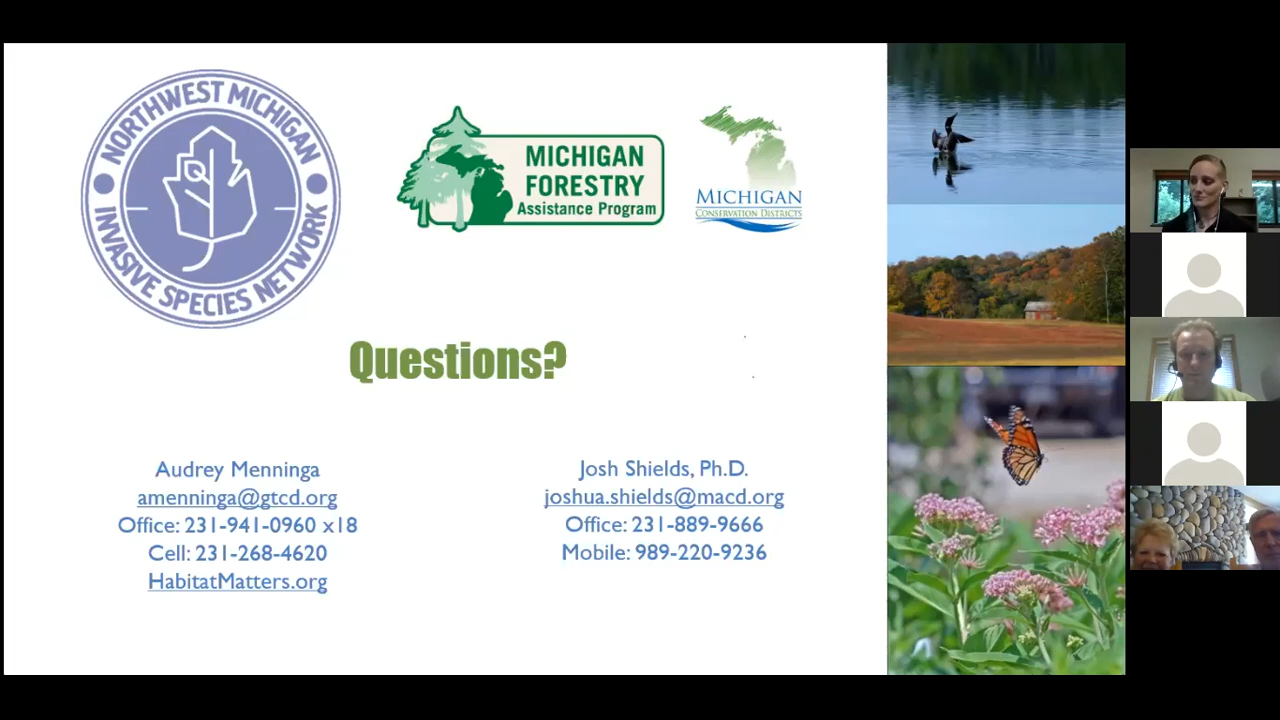 NORTHWEST MICHIGAN
INVASIVE SPECIES NETWORK
MICHIGAN
FORESTRY
Assistance Program
MICHIGAN
CONSERVATION DISTRICTS
Questions?
Audrey Menninga
amenninga@gtcd.org
Office: 231-941-0960 x18
Cell: 231-268-4620
HabitatMatters.org
Josh Shields, Ph.D.
joshua.shields@macd.org
Office: 231-889-9666
Mobile: 989-220-9236